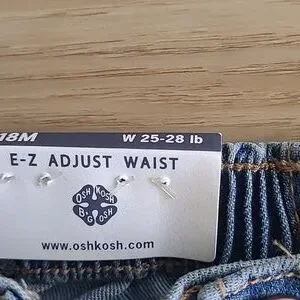 18M
W 25-28 lb
E-Z ADJUST WAIST
OSH KOSH
B'GOSH
www.oshkosh.com